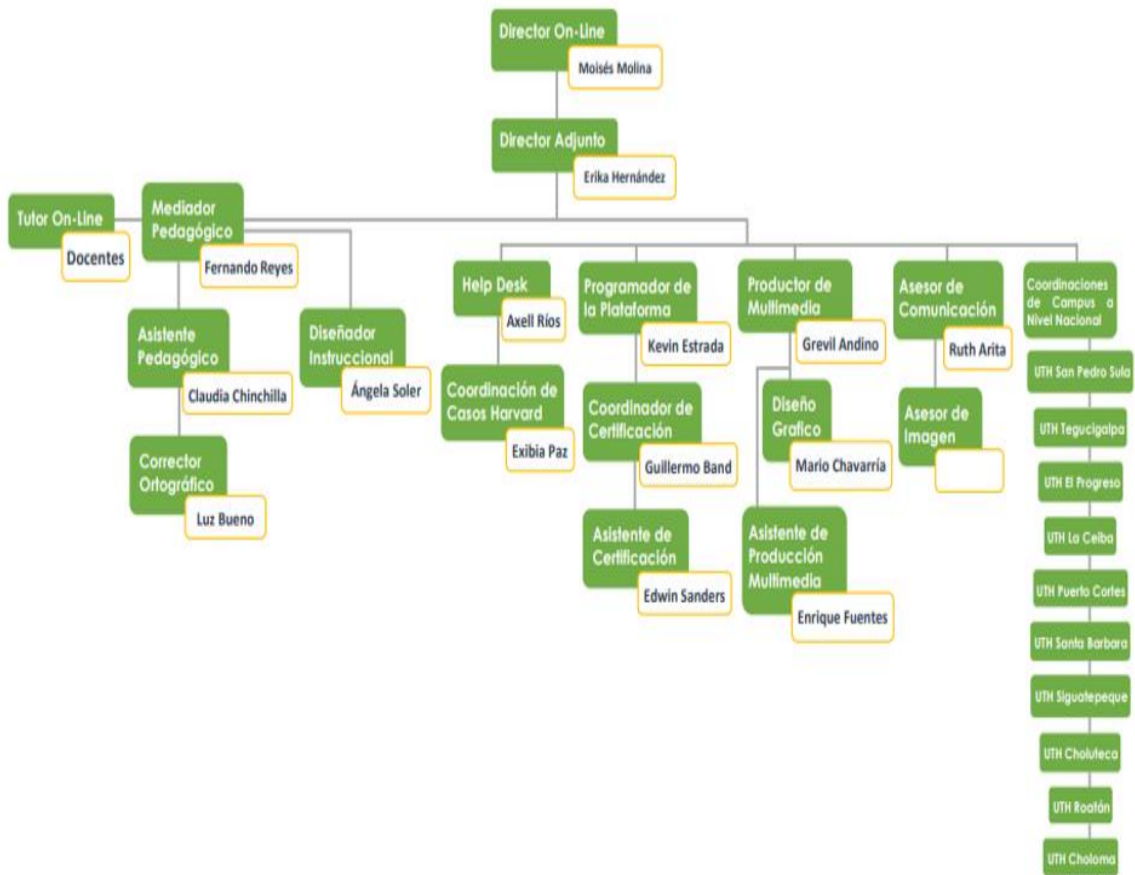 Director On-Line
Moisés Molina
Director Adjunto
Erika Hernández
Tutor On-Line
Docentes
Mediador
Pedagógico
Fernando Reyes
Asistente
Pedagógico
Claudia Chinchilla
Corrector
Ortográfico
Luz Bueno
Diseñador
Instruccional
Ángela Soler
Help Desk
Axell Ríos
Coordinación de
Casos Harvard
Exibia Paz
Programador de
la Plataforma
Kevin Estrada
Coordinador de
Certificación
Guillermo Band
Asistente de
Certificación
Edwin Sanders
Productor de
Multimedia
Grevil Andino
Diseño
Grafico
Mario Chavarría
Asistente de
Producción
Multimedia
Enrique Fuentes
Asesor de
Comunicación
Ruth Arita
Asesor de
Imagen
Coordinaciones
de Campus a
Nivel Nacional
UTH San Pedro Sula
UTH Tegucigalpa
UTH El Progreso
UTH La Ceiba
UTH Puerto Cortes
UTH Santa Barbara
UTH Siguatepeque
UTH Choluteca
UTH Roatán
UTH Choloma